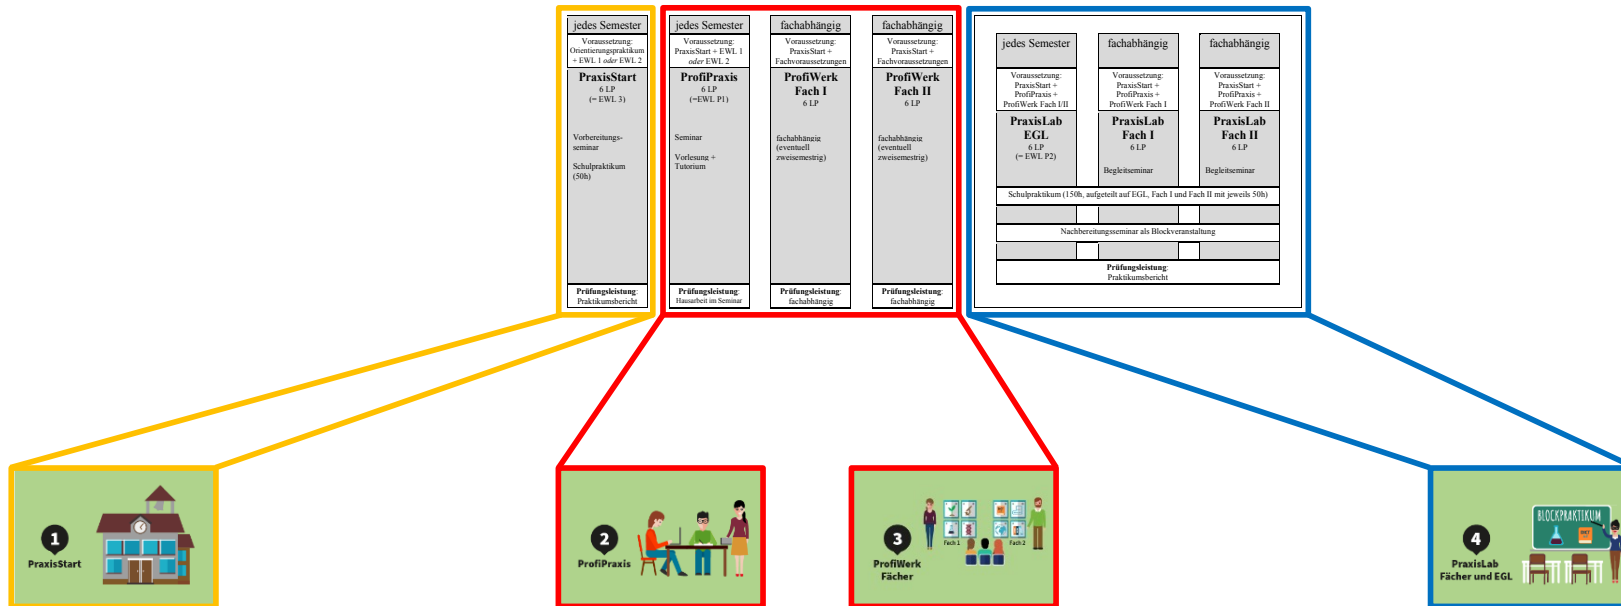 jedes Semester
Voraussetzung:
Orientierungspraktikum
+ EWL 1 oder EWL 2
PraxisStart
6 LP
(= EWL 3)
Vorbereitungs-
seminar
Schulpraktikum
(50h)
Prüfungsleistung:
Praktikumsbericht
jedes Semester
Voraussetzung:
PraxisStart + EWL 1
oder EWL 2
ProfiPraxis
6 LP
(=EWL P1)
Seminar
Vorlesung +
Tutorium
Prüfungsleistung:
Hausarbeit im Seminar
fachabhängig
Voraussetzung:
PraxisStart +
Fachvoraussetzungen
ProfiWerk
Fach I
6 LP
fachabhängig
(eventuell
zweisemestrig)
Prüfungsleistung:
fachabhängig
fachabhängig
Voraussetzung:
PraxisStart +
Fachvoraussetzungen
ProfiWerk
Fach II
6 LP
fachabhängig
(eventuell
zweisemestrig)
Prüfungsleistung:
fachabhängig
jedes Semester
Voraussetzung:
PraxisStart +
ProfiPraxis +
ProfiWerk Fach I/II
PraxisLab
EGL
6 LP
(= EWL P2)
fachabhängig
Voraussetzung:
PraxisStart +
ProfiPraxis +
ProfiWerk Fach I
PraxisLab
Fach I
6 LP
Begleitseminar
fachabhängig
Voraussetzung:
PraxisStart +
ProfiPraxis +
ProfiWerk Fach II
PraxisLab
Fach II
6 LP
Begleitseminar
Schulpraktikum (150h, aufgeteilt auf EGL, Fach I und Fach II mit jeweils 50h)
Nachbereitungsseminar als Blockveranstaltung
Prüfungsleistung:
Praktikumsbericht
1
PraxisStart
2
ProfiPraxis
3
ProfiWerk
Fächer
Fach 1
Fach 2
4
PraxisLab
Fächer und EGL
BLOCKPRAKTIKUM